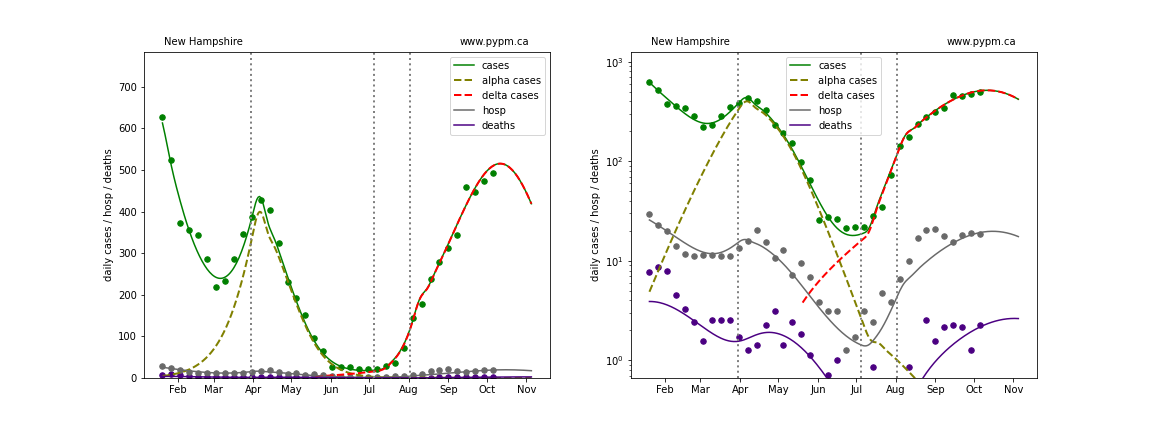 New Hampshire
www.pypm.ca
cases
alpha cases
delta cases
hosp
deaths
daily cases / hosp / deaths
700
600
500
400
300
200
100
0
Feb Mar Apr May Jun Jul Aug Sep Oct Nov
New Hampshire
www.pypm.ca
cases
alpha cases
delta cases
hosp
deaths
daily cases / hosp / deaths
10³
10²
10¹
10⁰
Feb Mar Apr May Jun Jul Aug Sep Oct Nov